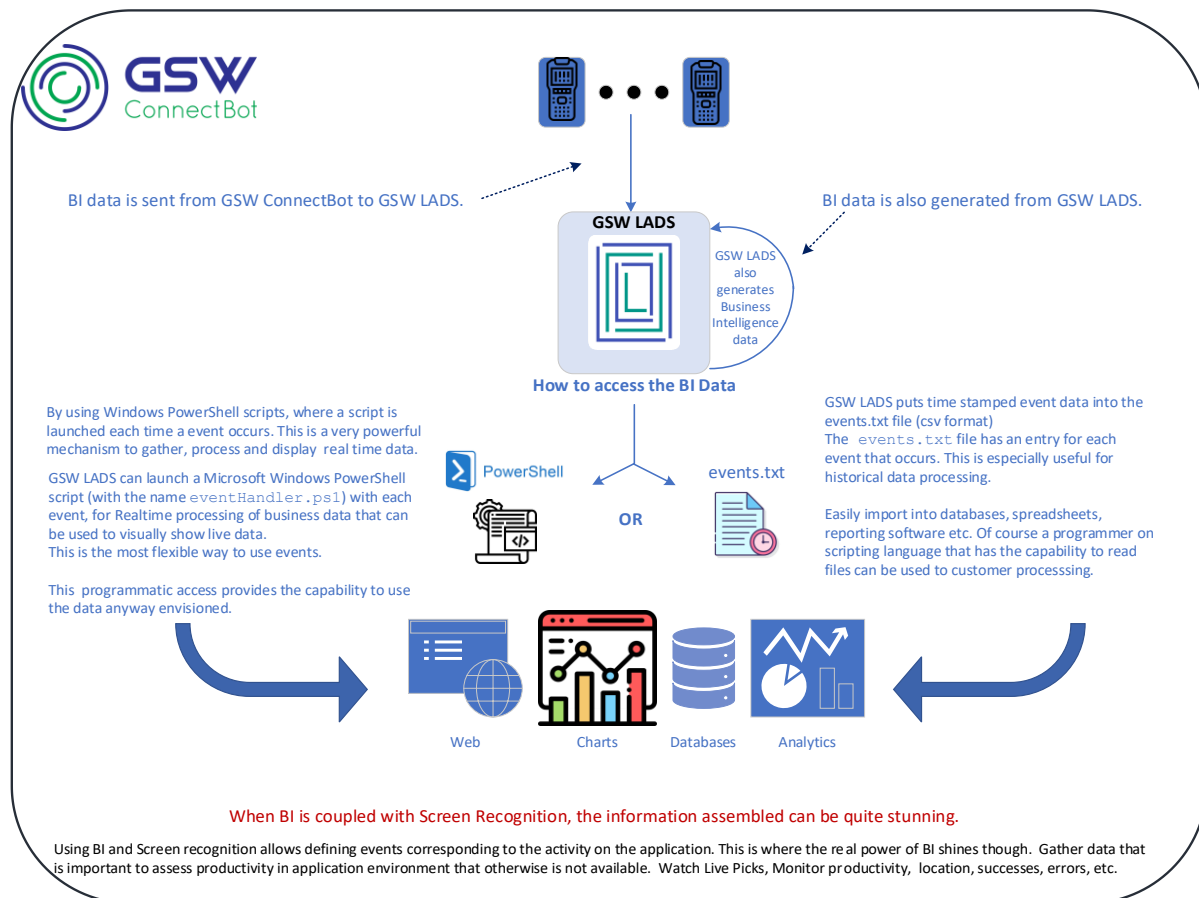 GSW
ConnectBot
BI data is sent from GSW ConnectBot to GSW LADS.
BI data is also generated from GSW LADS.
GSW LADS
GSW LADS
also
generates
Business
Intelligence
data
How to access the BI Data
By using Windows PowerShell scripts, where a script is
launched each time a event occurs. This is a very powerful
mechanism to gather, process and display real time data.
GSW LADS can launch a Microsoft Windows PowerShell
script (with the name eventHandler.ps1) with each
event, for Realtime processing of business data that can
be used to visually show live data.
This is the most flexible way to use events.
This programmatic access provides the capability to use
the data anyway envisioned.
PowerShell
OR
events.txt
GSW LADS puts time stamped event data into the
events.txt file (csv format)
The events.txt file has an entry for each
event that occurs. This is especially useful for
historical data processing.
Easily import into databases, spreadsheets,
reporting software etc. Of course a programmer on
scripting language that has the capability to read
files can be used to customer processsing.
Web
Charts
Databases
Analytics
When BI is coupled with Screen Recognition, the information assembled can be quite stunning.
Using BI and Screen recognition allows defining events corresponding to the activity on the application. This is where the real power of BI shines though. Gather data that
is important to assess productivity in application environment that otherwise is not available. Watch Live Picks, Monitor productivity, location, successes, errors, etc.